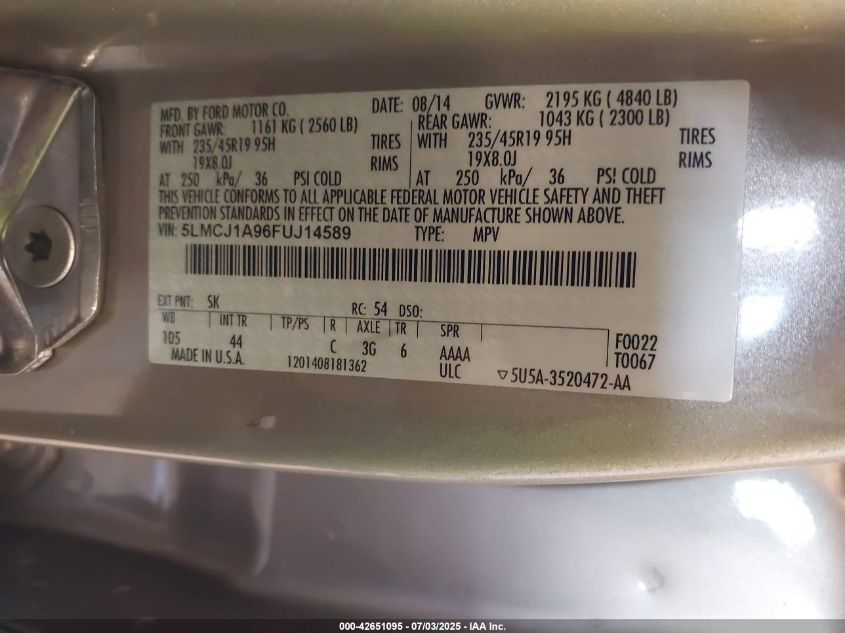 MFD. BY FORD MOTOR CO. DATE: 08/14 GVWR: 2195 KG ( 4840 LB)
FRONT GAWR: 1161 KG ( 2560 LB) REAR GAWR: 1043 KG ( 2300 LB)
WITH 235/45R19 95H TIRES WITH 235/45R19 95H TIRES
19X8.0J RIMS 19X8.0J RIMS
AT 250 kPa/ 36 PSI COLD AT 250 kPa/ 36 PSI COLD
THIS VEHICLE CONFORMS TO ALL APPLICABLE FEDERAL MOTOR VEHICLE SAFETY AND THEFT
PREVENTION STANDARDS IN EFFECT ON THE DATE OF MANUFACTURE SHOWN ABOVE.
VIN: 5LMCJ1A96FUJ14589 TYPE: MPV
EXT PNT: SK RC: 54 DSO:
WB INT TR TP/PS R AXLE TR SPR
105 44 C 3G 6 AAAA F0022
MADE IN U.S.A. 1201408181362 ULC T0067
▽5U5A-3520472-AA
000-42651095 - 07/03/2025 - IAA Inc.